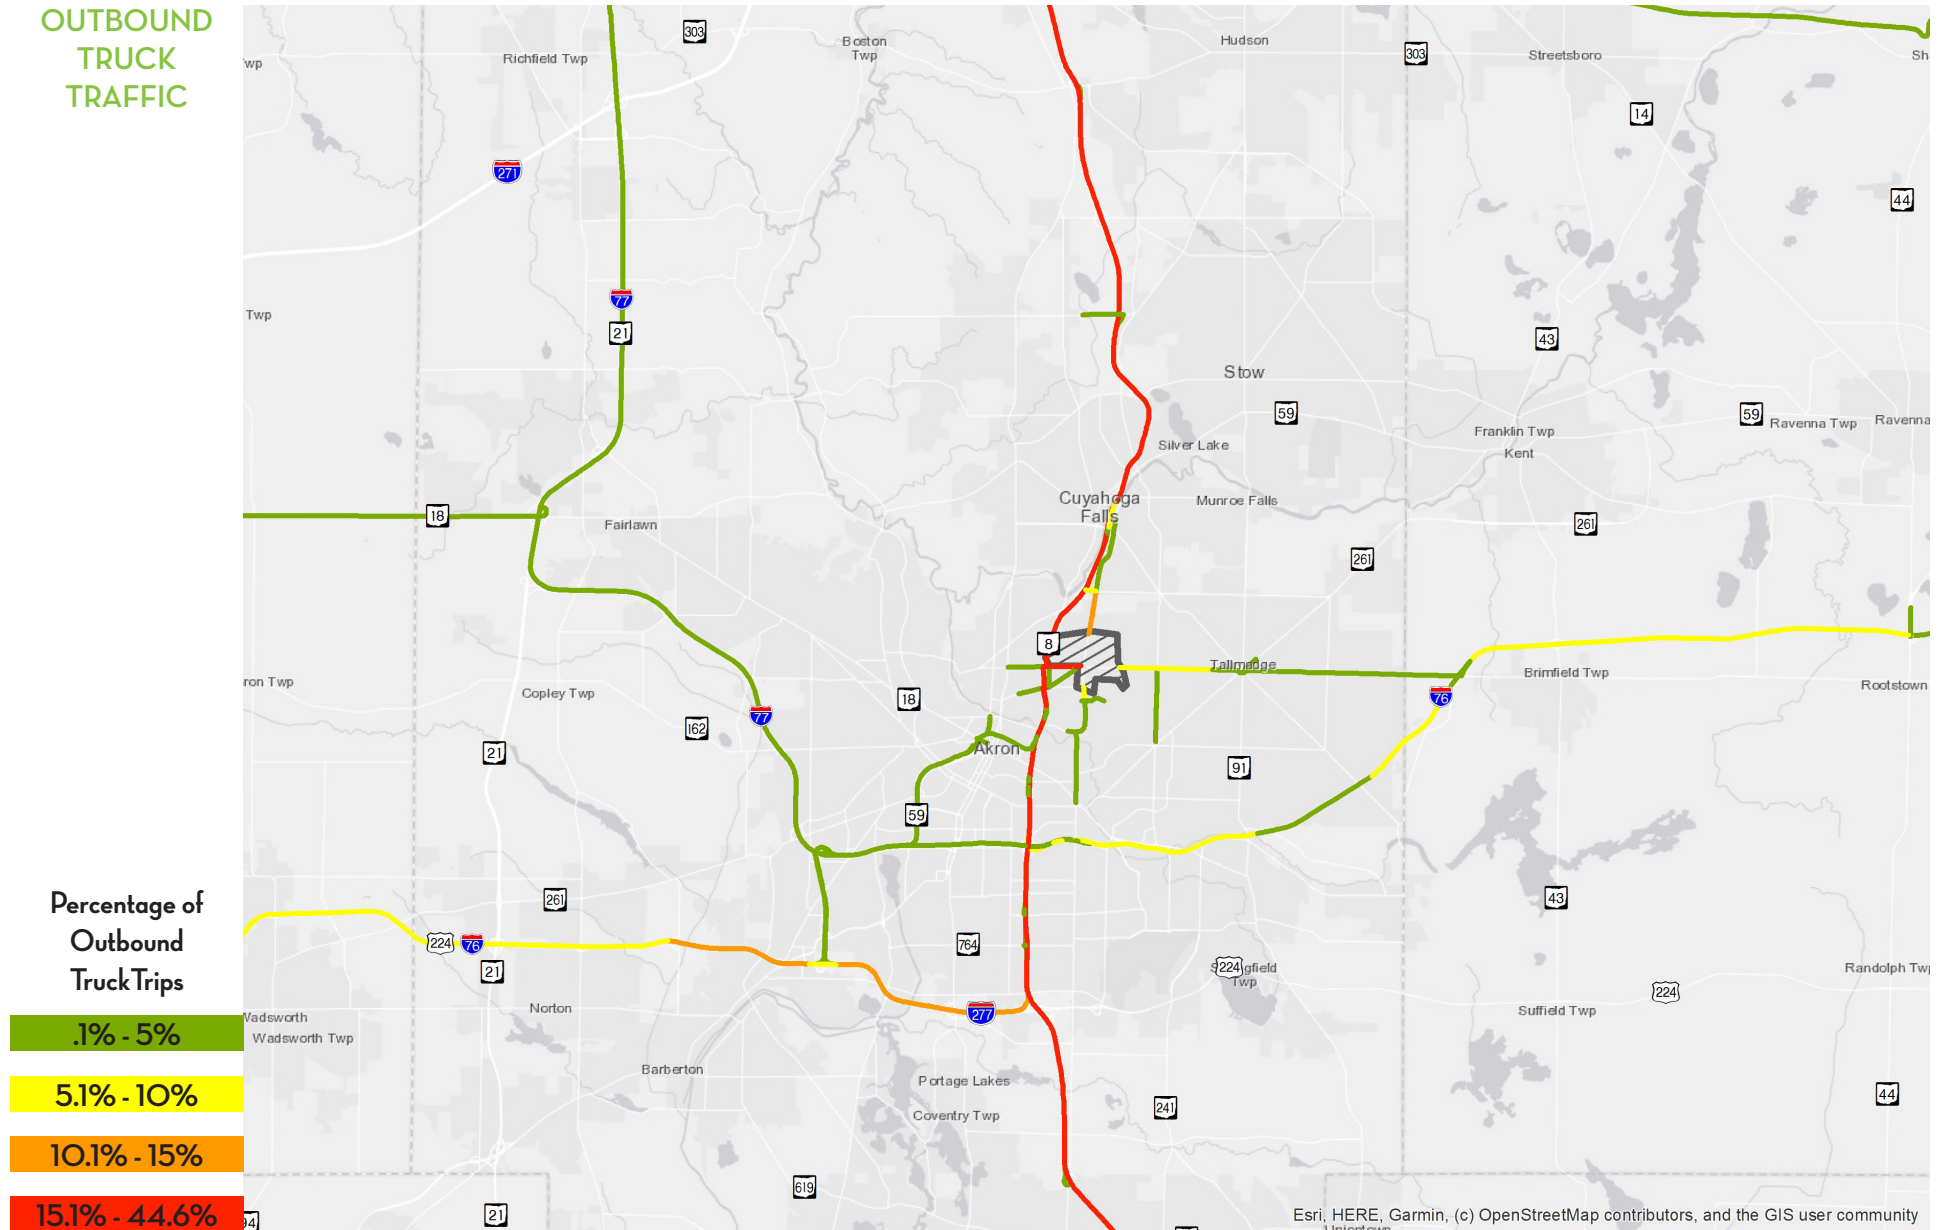 OUTBOUND
TRUCK
TRAFFIC
Percentage of
Outbound
Truck Trips
.1% - 5%
5.1% - 10%
10.1% - 15%
15.1% - 44.6%
303
Boston
Twp
Hudson
303
Streetsboro
Richfield Twp
14
271
44
77
Twp
21
43
Stow
59
59
Ravenna Twp
Ravenna
Franklin Twp
Kent
Silver Lake
Cuyahoga
Falls
Munroe Falls
18
Fairlawn
261
261
8
Tallmadge
Brimfield Twp
Copley Twp
18
76
Rootstown
77
162
21
Akron
91
59
261
43
224
76
764
21
224
Springfield
Twp
Randolph Twp
224
Norton
277
Suffield Twp
Wadsworth
Wadsworth Twp
Barberton
Portage Lakes
Coventry Twp
241
44
619
21
Esri, HERE, Garmin, (c) OpenStreetMap contributors, and the GIS user community